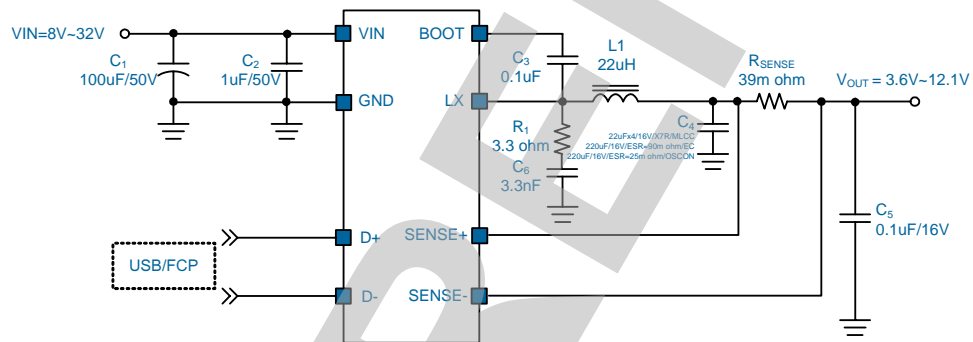 VIN=8V~32V
C1
100uF/50V
C2
1uF/50V
VIN
GND
BOOT
LX
C3
0.1uF
L1
22uH
R1
3.3 ohm
C6
3.3nF
C4
22uFx4/16V/X7R/MLCC
220uF/16V/ESR=90m ohm/EC
220uF/16V/ESR=25m ohm/OSCON
RSENSE
39m ohm
VOUT = 3.6V~12.1V
C5
0.1uF/16V
D+
SENSE+
USB/FCP
D-
SENSE-